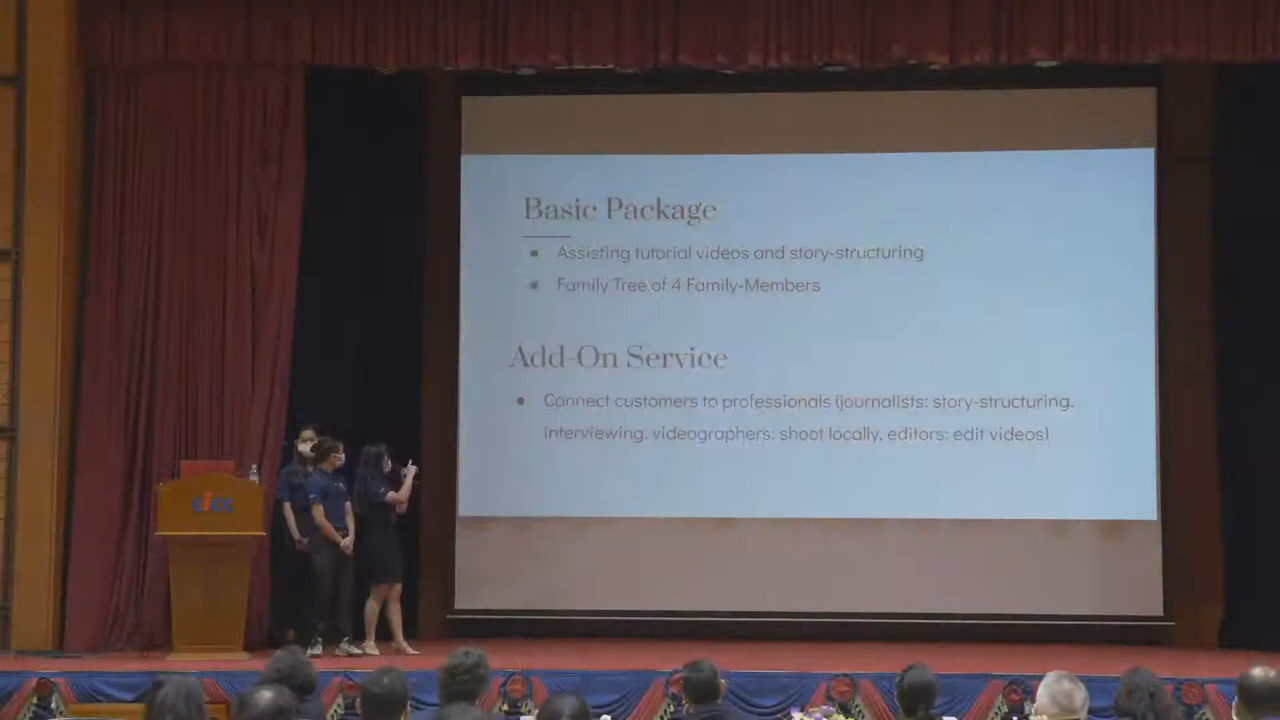 Basic Package
Assisting tutorial videos and story-structuring
Family Tree of 4 Family-Members
Add-On Service
Connect customers to professionals (journalists: story-structuring,
interviewing, videographers: shoot locally, editors: edit videos)
cjcc